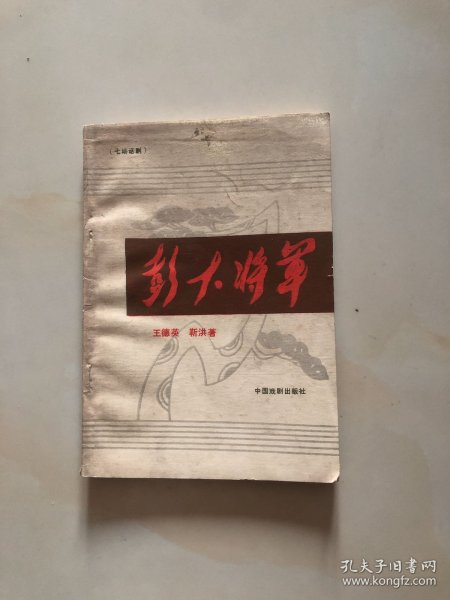 （七场话剧）
彭大将军
王德英 靳洪著
中国戏剧出版社
孔夫子旧书网
www.kongfz.com